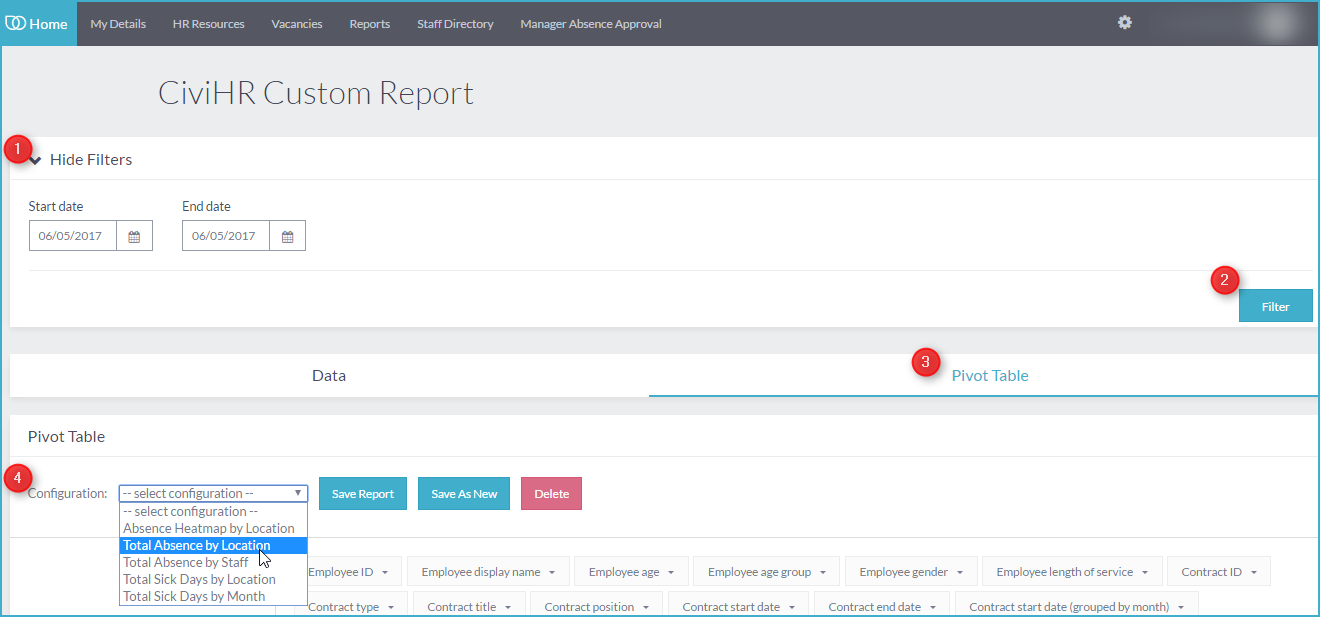 Home My Details HR Resources Vacancies Reports Staff Directory Manager Absence Approval
CiviHR Custom Report
1
Hide Filters
Start date End date
06/05/2017 06/05/2017
2
Filter
3
Data Pivot Table
Pivot Table
4
Configuration: -- select configuration -- Save Report Save As New Delete
-- select configuration --
Absence Heatmap by Location
Total Absence by Location
Total Absence by Staff
Total Sick Days by Location
Total Sick Days by Month
Employee ID Employee display name Employee age Employee age group Employee gender Employee length of service Contract ID
Contract type Contract title Contract position Contract start date Contract end date Contract start date (grouped by month)